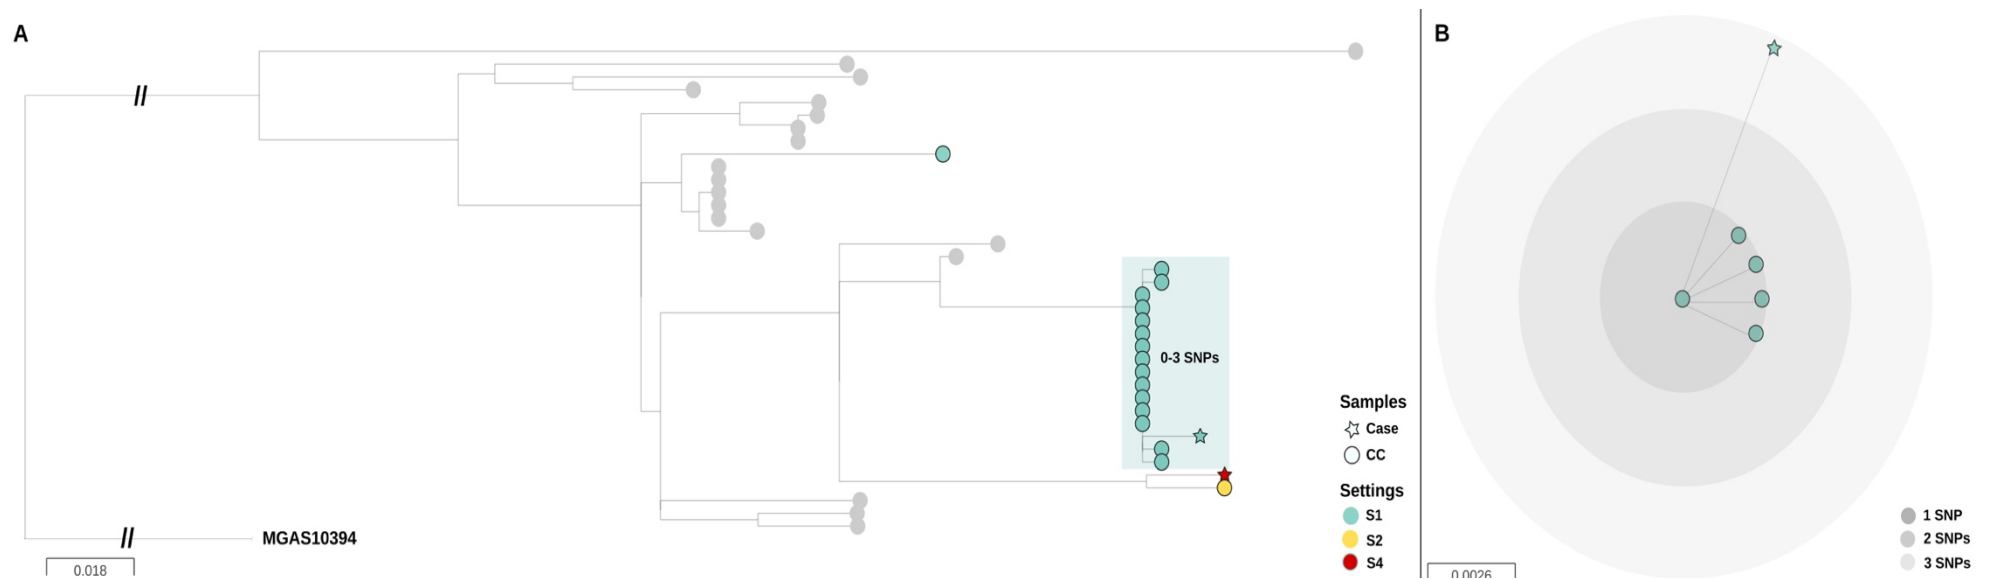 A
//
0-3 SNPs
//
MGAS10394
0.018
Samples
Case
CC
Settings
S1
S2
S4
B
1 SNP
2 SNPs
3 SNPs
0.0026